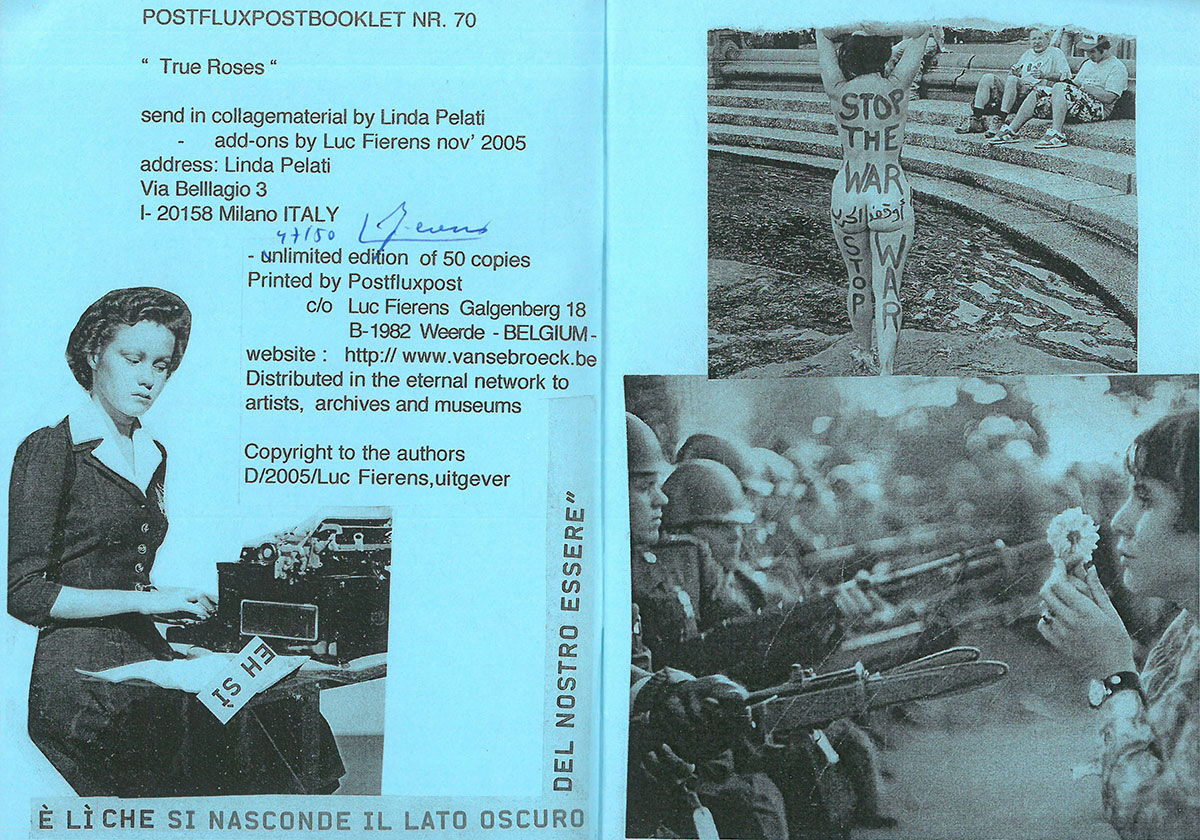 POSTFLUXPOSTBOOKLET NR. 70
“ True Roses “
send in collagematerial by Linda Pelati
- add-ons by Luc Fierens nov' 2005
address: Linda Pelati
Via Belllagio 3
I- 20158 Milano ITALY
47/50
- unlimited edition of 50 copies
Printed by Postfluxpost
c/o Luc Fierens Galgenberg 18
B-1982 Weerde - BELGIUM -
website : http:// www.vansebroeck.be
Distributed in the eternal network to
artists, archives and museums
Copyright to the authors
D/2005/Luc Fierens,uitgever
EH SÌ
È LÌ CHE SI NASCONDE IL LATO OSCURO
DEL NOSTRO ESSERE”
STOP
THE
WAR
أوقفوا الحرب
STOP
WAR